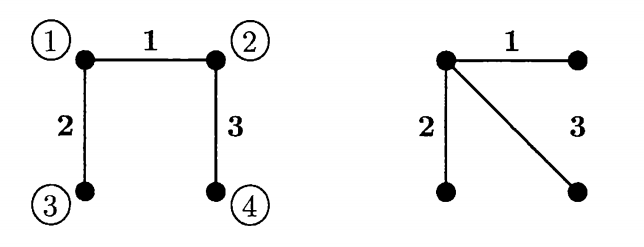 ① 1 ② 1
2 3 2 3
③ ④